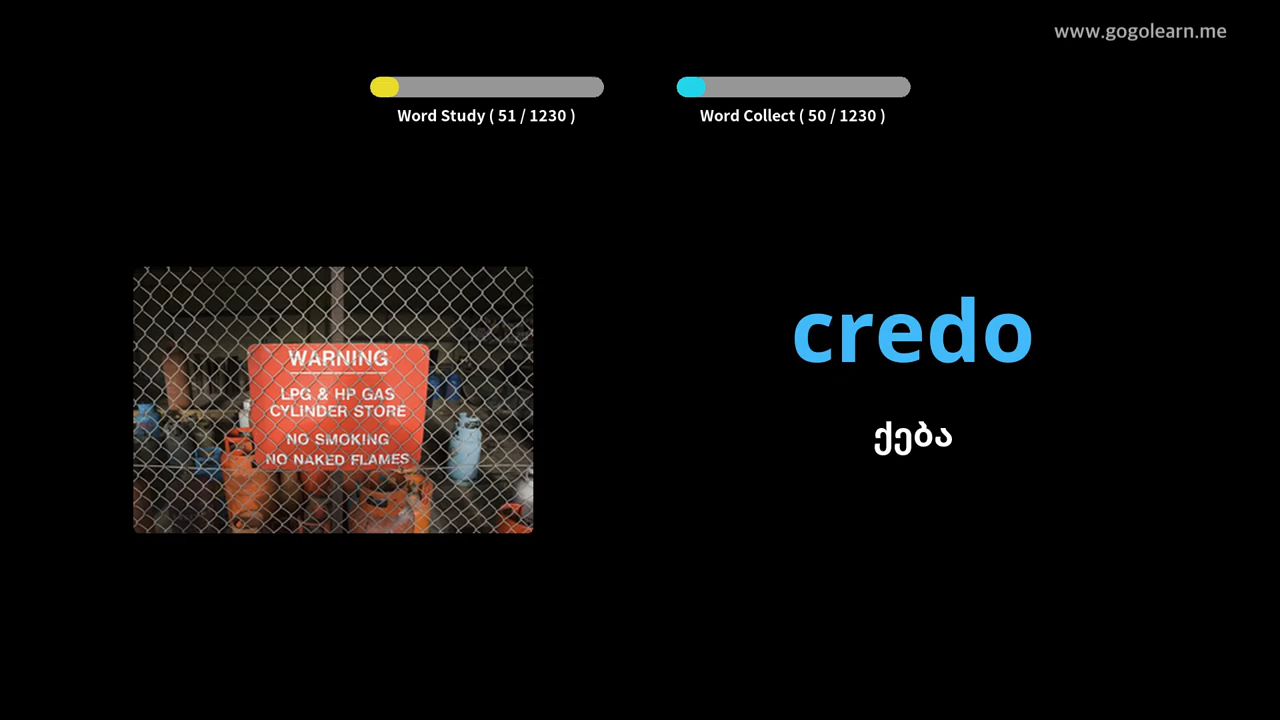 www.gogolearn.me
Word Study ( 51 / 1230 )
Word Collect ( 50 / 1230 )
WARNING
LPG & HP GAS
CYLINDER STORE
NO SMOKING
NO NAKED FLAMES
credo
ქება